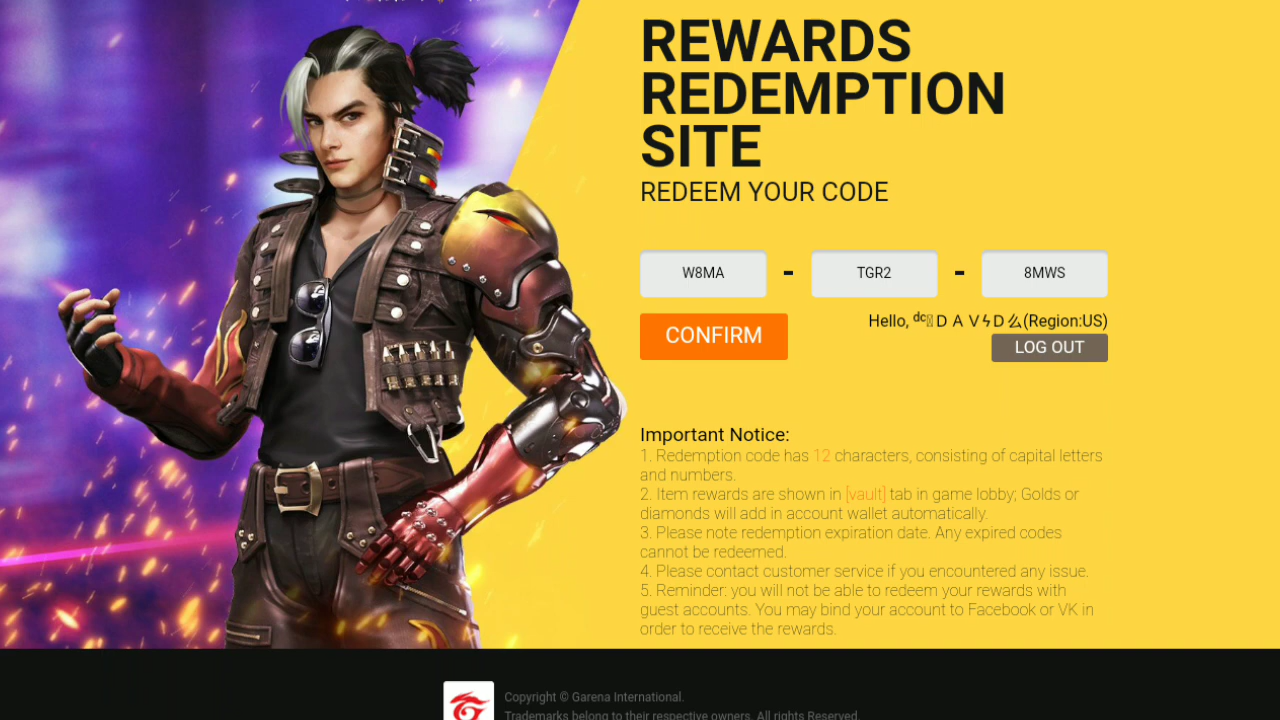 REWARDS
REDEMPTION
SITE
REDEEM YOUR CODE
W8MA - TGR2 - 8MWS
CONFIRM
Hello, ᵈᶜ D A VϟD么(Region:US)
LOG OUT
Important Notice:
1. Redemption code has 12 characters, consisting of capital letters
and numbers.
2. Item rewards are shown in [vault] tab in game lobby; Golds or
diamonds will add in account wallet automatically.
3. Please note redemption expiration date. Any expired codes
cannot be redeemed.
4. Please contact customer service if you encountered any issue.
5. Reminder: you will not be able to redeem your rewards with
guest accounts. You may bind your account to Facebook or VK in
order to receive the rewards.
Copyright © Garena International.
Trademarks belong to their respective owners. All rights Reserved.